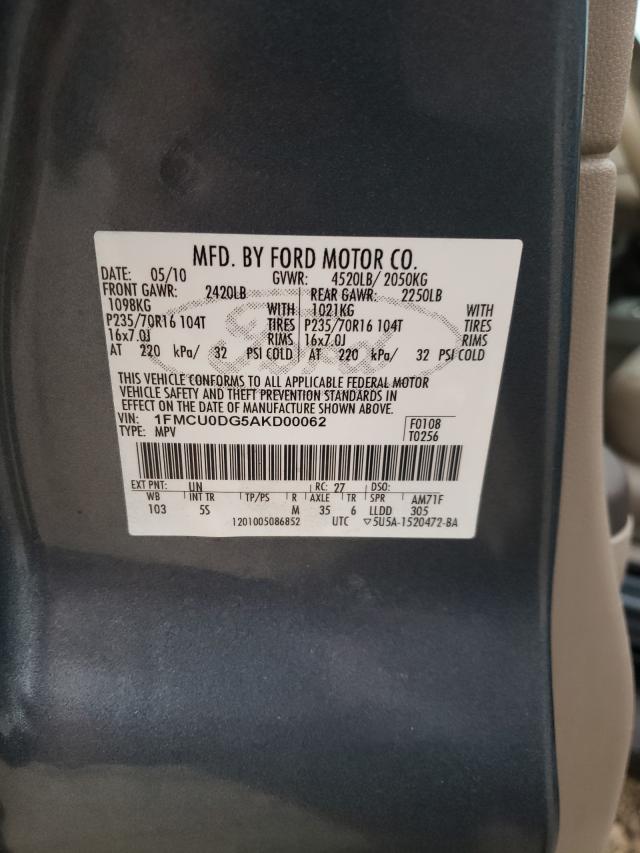 MFD. BY FORD MOTOR CO.
DATE: 05/10 GVWR: 4520LB/ 2050KG
FRONT GAWR: 2420LB REAR GAWR: 2250LB
1098KG WITH 1021KG WITH
P235/70R16 104T TIRES P235/70R16 104T TIRES
16x7.0J RIMS 16x7.0J RIMS
AT 220 kPa/ 32 PSI COLD AT 220 kPa/ 32 PSI COLD
Ford
THIS VEHICLE CONFORMS TO ALL APPLICABLE FEDERAL MOTOR
VEHICLE SAFETY AND THEFT PREVENTION STANDARDS IN
EFFECT ON THE DATE OF MANUFACTURE SHOWN ABOVE.
VIN: 1FMCU0DG5AKD00062 F0108
TYPE: MPV T0256
EXT PNT: UN RC: 27 DSO:
WB INT TR TP/PS R AXLE TR SPR AM71F
103 5S M 35 6 LLDD 305
1201005086852 UTC ▽5U5A-1520472-BA